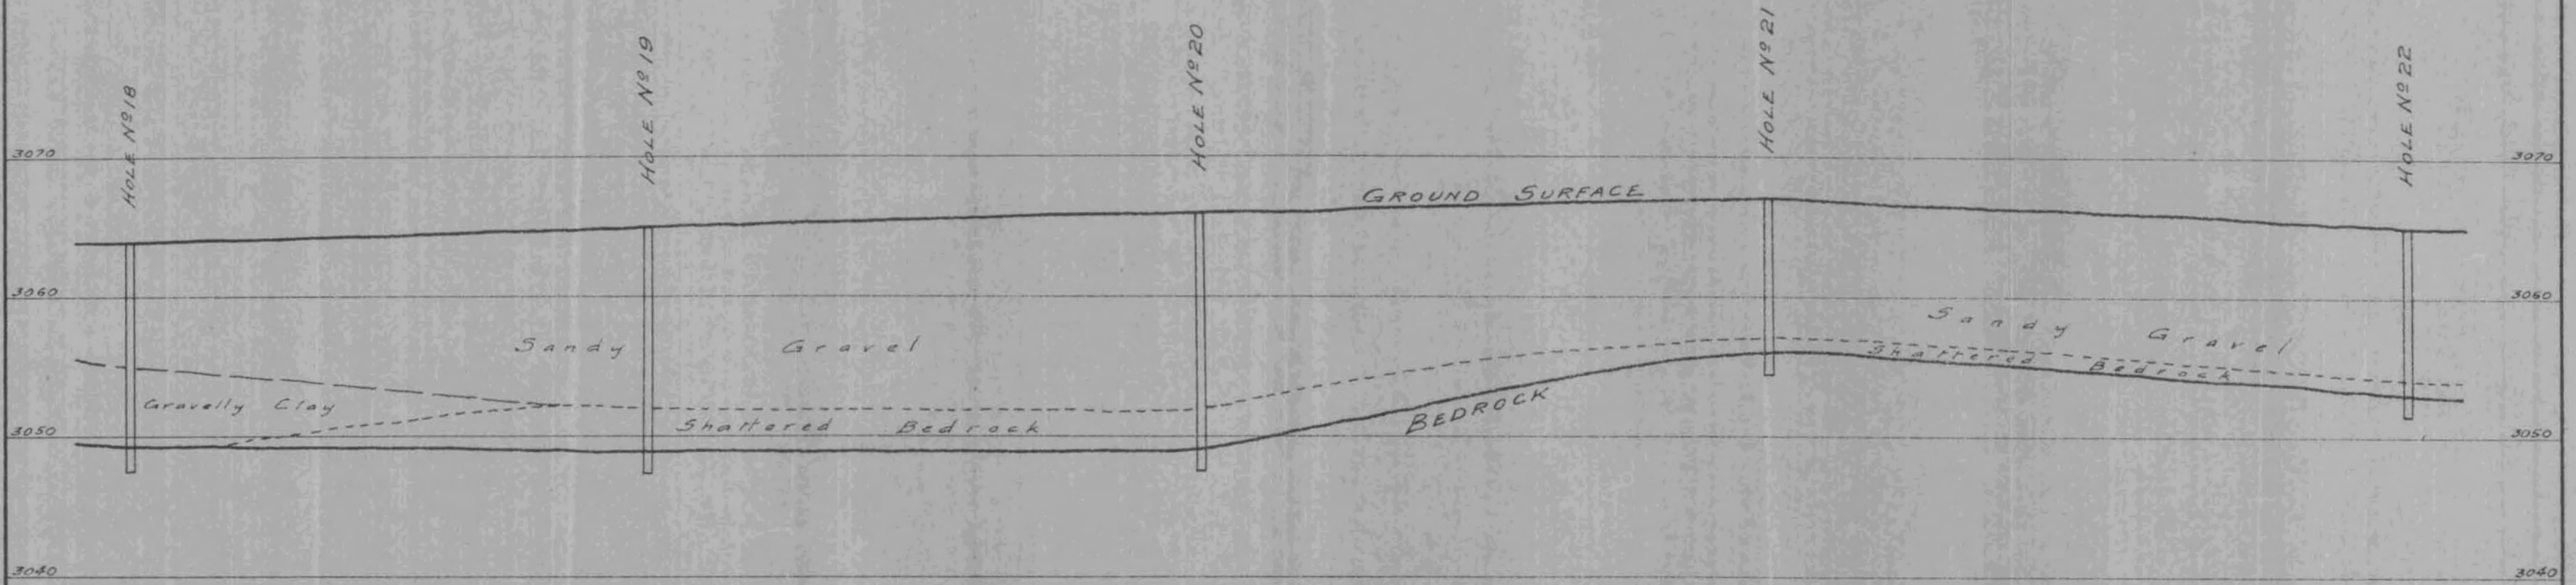 HOLE Nº 18
HOLE Nº 19
HOLE Nº 20
HOLE Nº 21
HOLE Nº 22
3070
3070
GROUND SURFACE
3060
3060
Sandy Gravel
Sandy Gravel
Shattered Bedrock
Gravelly Clay
BEDROCK
Shattered Bedrock
3050
3050
3040
3040